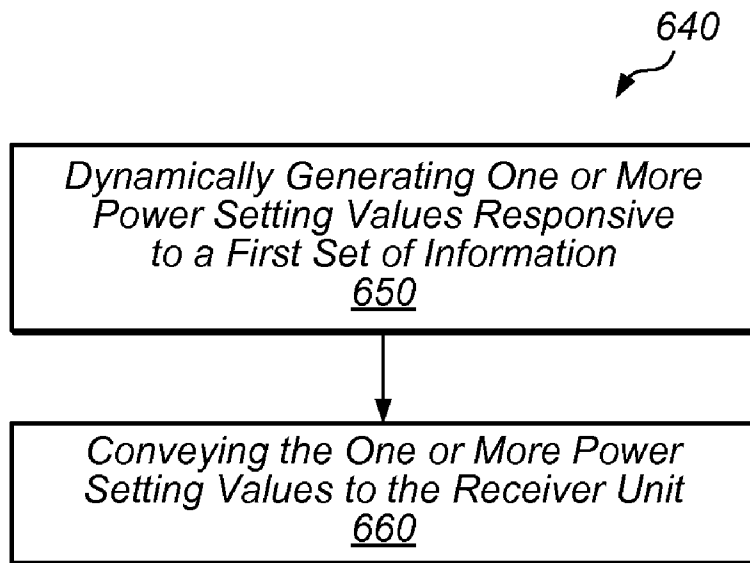 640
Dynamically Generating One or More
Power Setting Values Responsive
to a First Set of Information
650
Conveying the One or More Power
Setting Values to the Receiver Unit
660